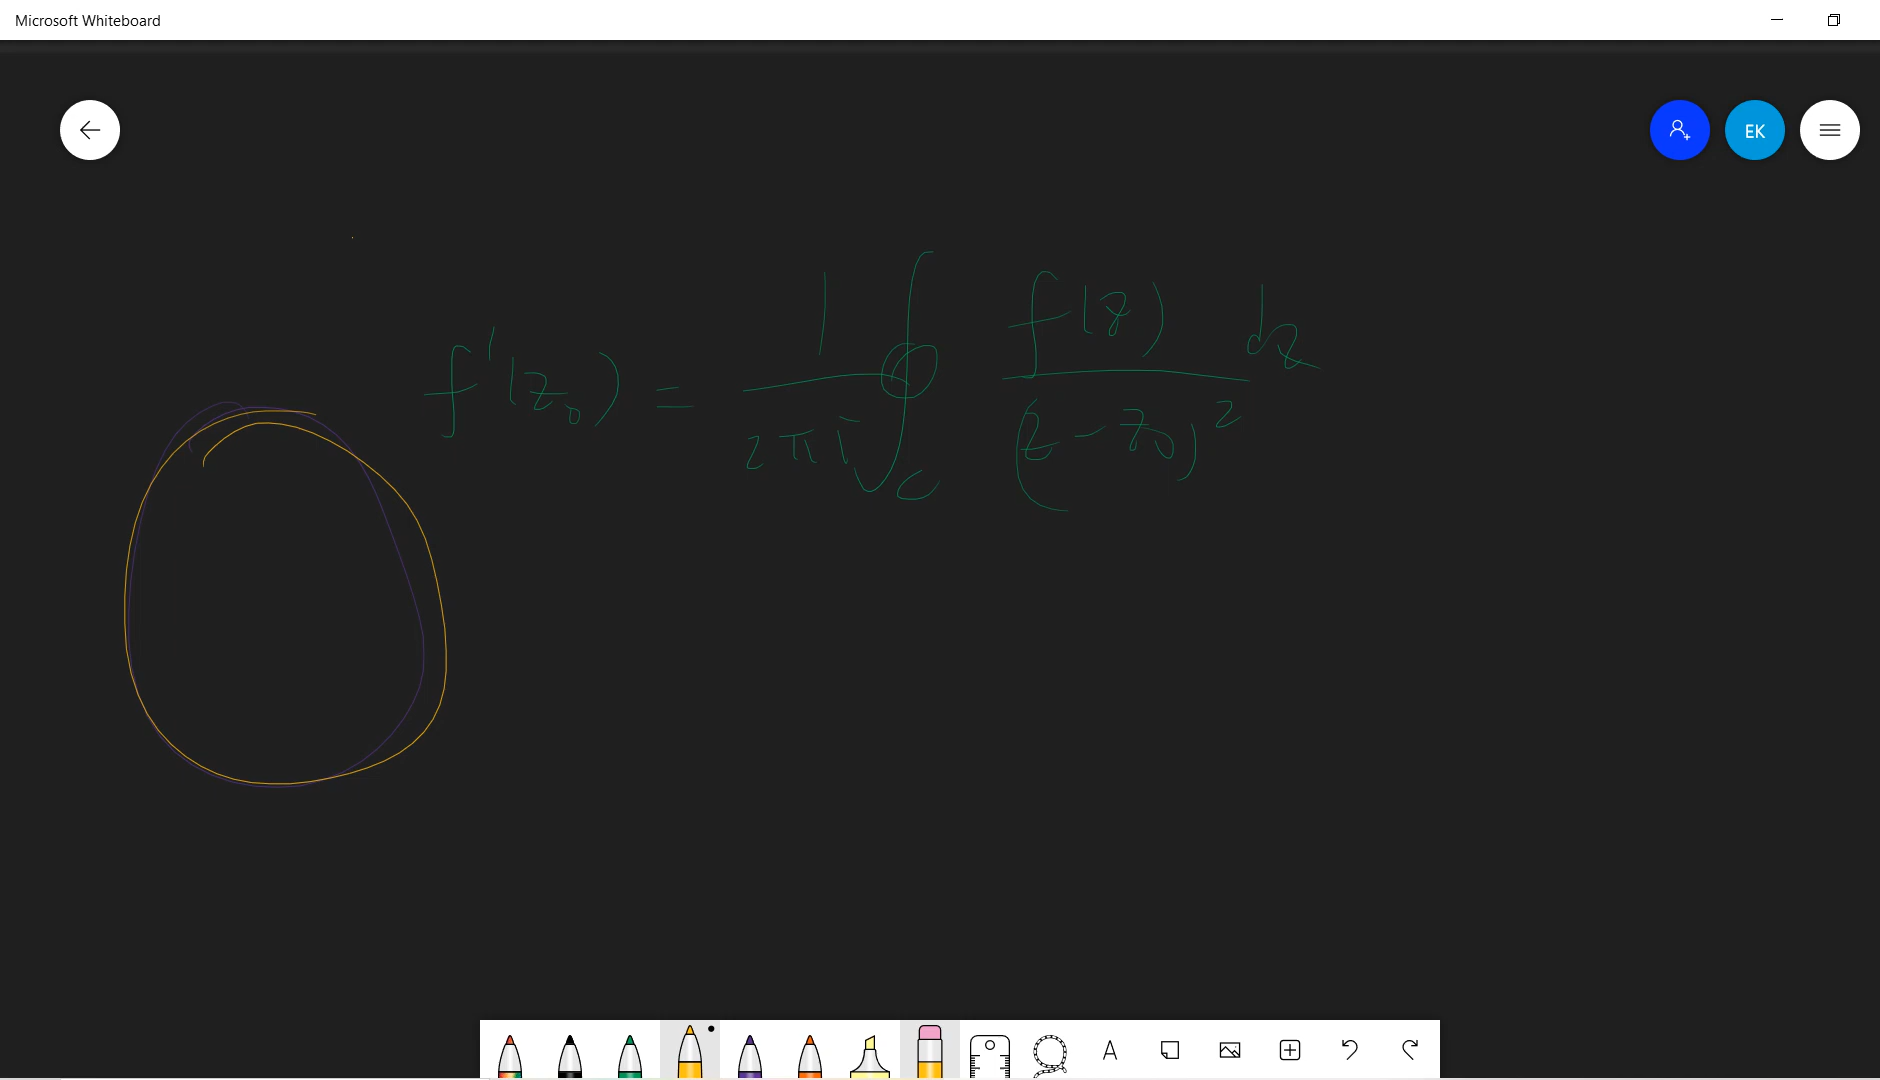 Microsoft Whiteboard
EK
f'(z₀) = 1/2πi ∮_C f(z) dz/(z - z₀)²
A